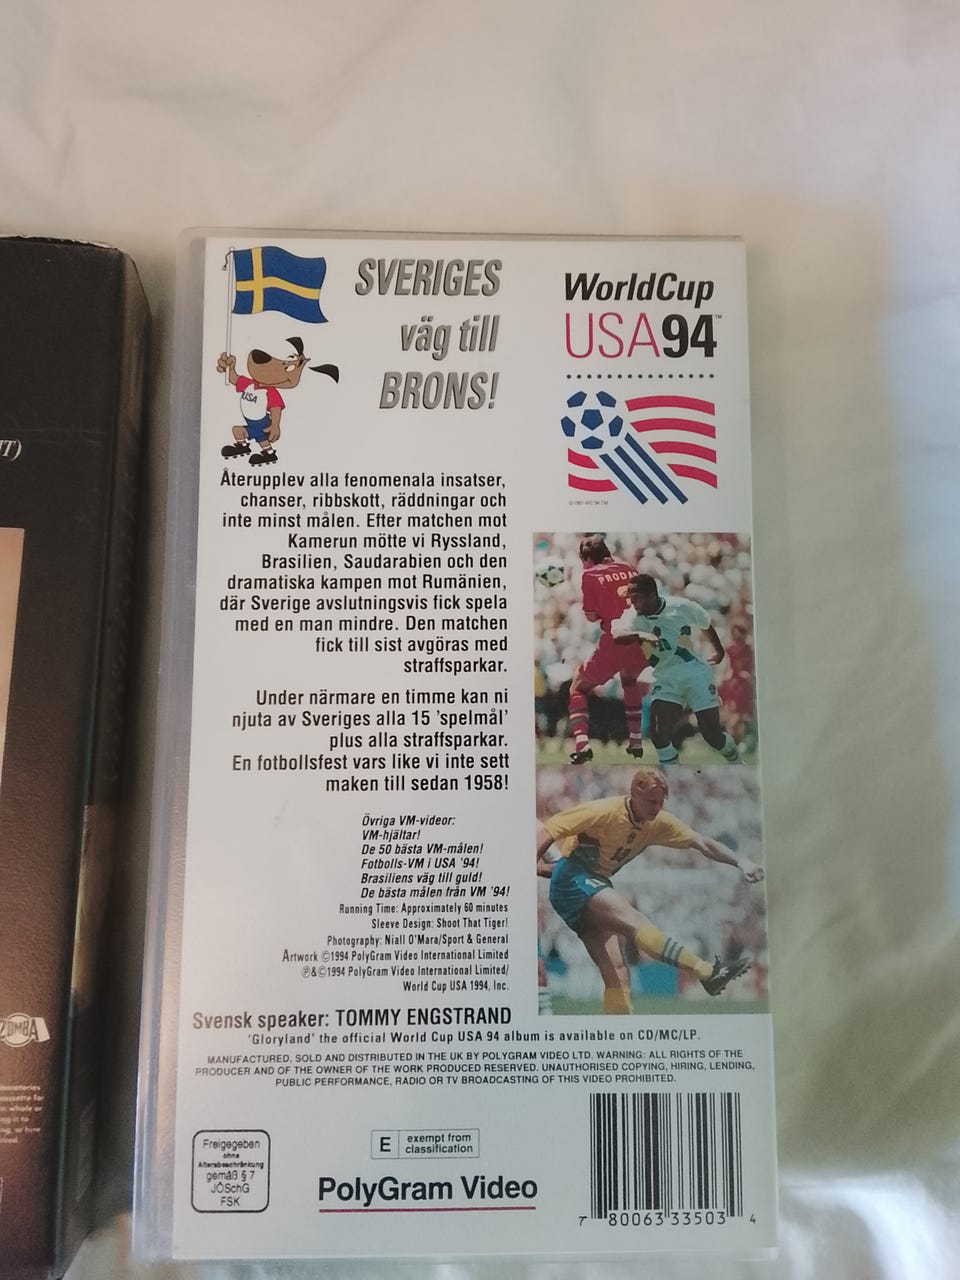 SVERIGES
väg till
BRONS!
USA
WorldCup
USA94™
Återupplev alla fenomenala insatser,
chanser, ribbskott, räddningar och
inte minst målen. Efter matchen mot
Kamerun mötte vi Ryssland,
Brasilien, Saudarabien och den
dramatiska kampen mot Rumänien,
där Sverige avslutningsvis fick spela
med en man mindre. Den matchen
fick till sist avgöras med
straffsparkar.
Under närmare en timme kan ni
njuta av Sveriges alla 15 'spelmål'
plus alla straffsparkar.
En fotbollsfest vars like vi inte sett
maken till sedan 1958!
Övriga VM-videor:
VM-hjältar!
De 50 bästa VM-målen!
Fotbolls-VM i USA '94!
Brasiliens väg till guld!
De bästa målen från VM '94!
Running Time: Approximately 60 minutes
Sleeve Design: Shoot That Tiger!
Photography: Niall O'Mara/Sport & General
Artwork ©1994 PolyGram Video International Limited
℗&©1994 PolyGram Video International Limited/
World Cup USA 1994, Inc.
PRODAN
Svensk speaker: TOMMY ENGSTRAND
'Gloryland' the official World Cup USA 94 album is available on CD/MC/LP.
MANUFACTURED, SOLD AND DISTRIBUTED IN THE UK BY POLYGRAM VIDEO LTD. WARNING: ALL RIGHTS OF THE
PRODUCER AND OF THE OWNER OF THE WORK PRODUCED RESERVED. UNAUTHORISED COPYING, HIRING, LENDING,
PUBLIC PERFORMANCE, RADIO OR TV BROADCASTING OF THIS VIDEO PROHIBITED.
Freigegeben
ohne
Altersbeschränkung
gemäß § 7
JÖSchG
FSK
E exempt from
classification
PolyGram Video
7 80063 33503 4
ZOMBA